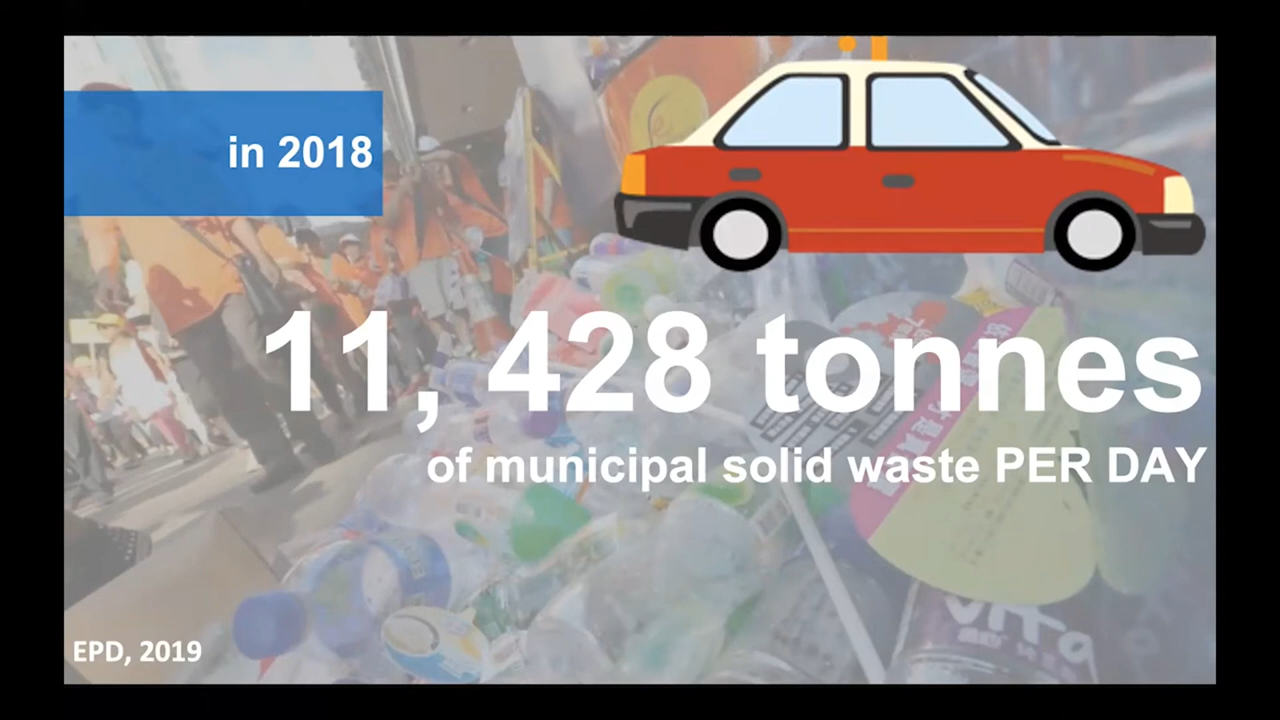 in 2018
11, 428 tonnes
of municipal solid waste PER DAY
EPD, 2019